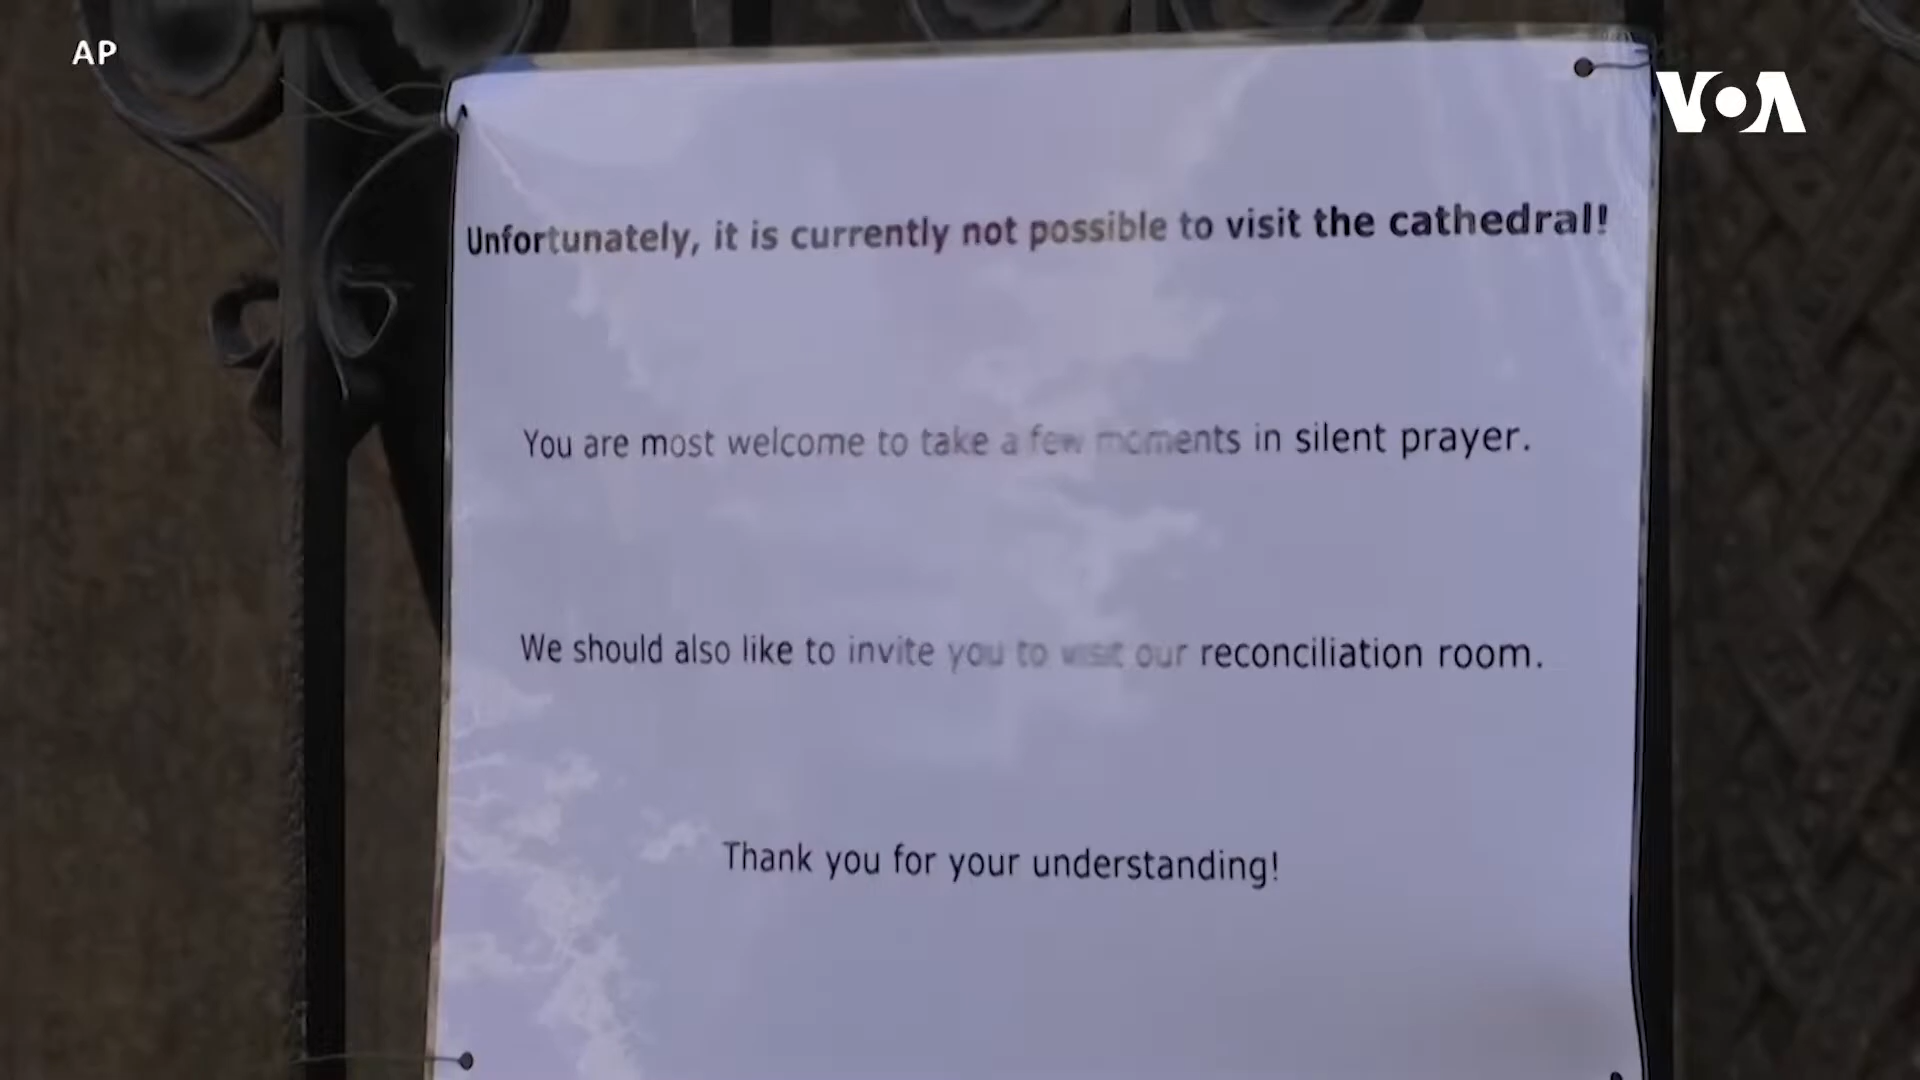 AP
VOA
Unfortunately, it is currently not possible to visit the cathedral!
You are most welcome to take a few moments in silent prayer.
We should also like to invite you to visit our reconciliation room.
Thank you for your understanding!